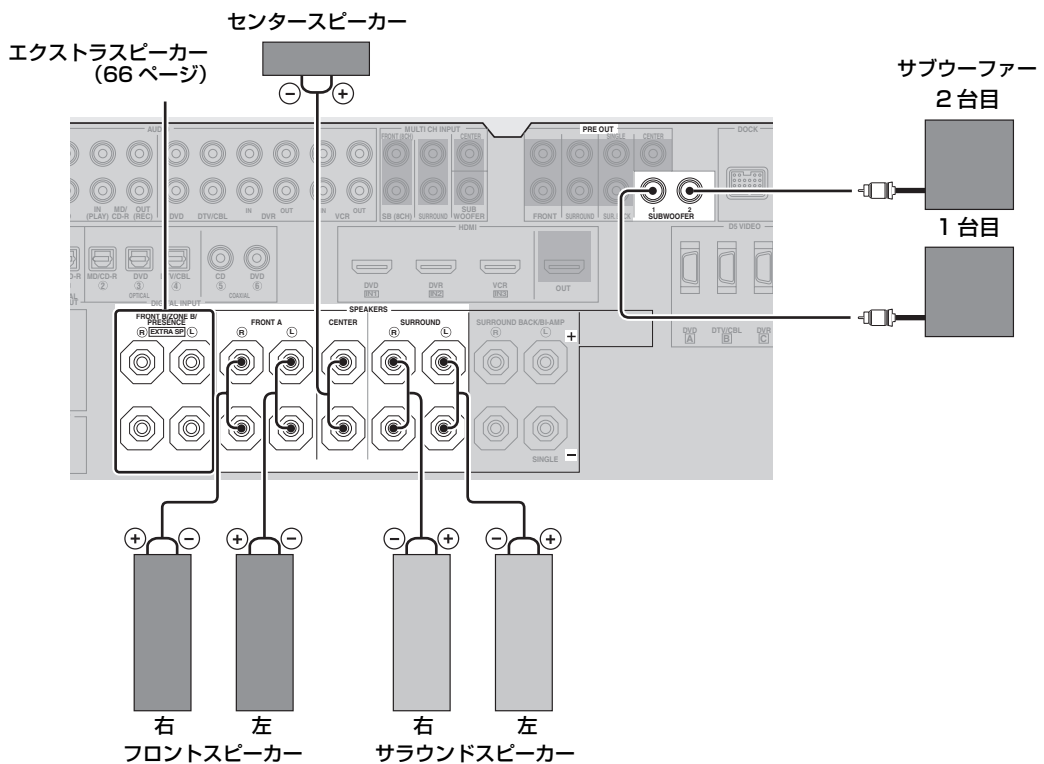 センタースピーカー
エクストラスピーカー
（66 ページ）
サブウーファー
2 台目
1 台目
AUDIO
MULTI CH INPUT
FRONT (6CH)
CENTER
PRE OUT
SINGLE
CENTER
DOCK
IN (PLAY)
MD/ CD-R
OUT (REC)
DVD
DTV/CBL
IN
DVR
OUT
IN
VCR
OUT
SB (8CH)
SURROUND
SUB WOOFER
FRONT
SURROUND
1
2
SUBWOOFER
HDMI
D5 VIDEO
MD/CD-R
②
DVD
③
④
OPTICAL
CD
⑤
DVD
⑥
COAXIAL
DIGITAL INPUT
DVD
IN1
DVR
IN2
VCR
IN3
OUT
SPEAKERS
FRONT B/ZONE B/
PRESENCE
R EXTRA SP L
FRONT A
R L
CENTER
SURROUND
R L
SURROUND BACK/BI-AMP
R L
+
−
SINGLE
DVD
A
DTV/CBL
B
DVR
C
− +
+ −
+ −
− +
− +
右
左
フロントスピーカー
右
左
サラウンドスピーカー